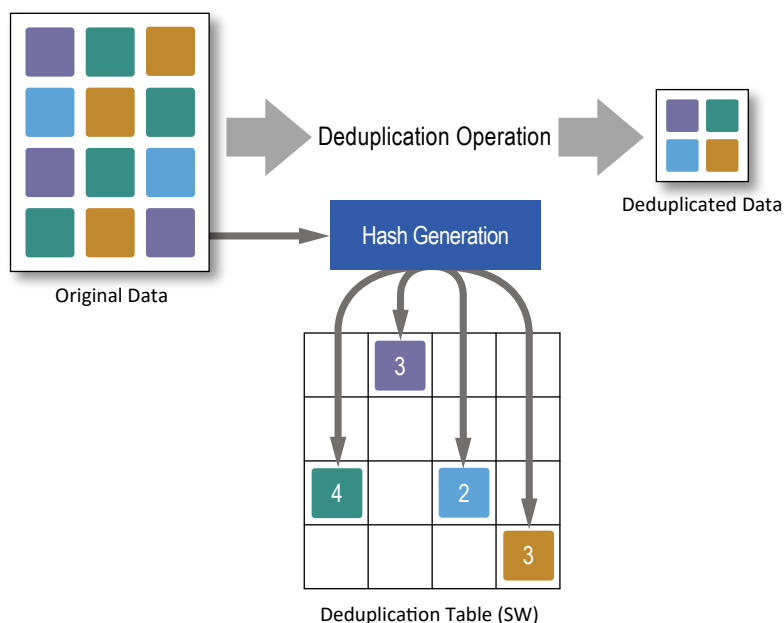 Deduplication Operation
Deduplicated Data
Hash Generation
Original Data
3
4
2
3
Deduplication Table (SW)